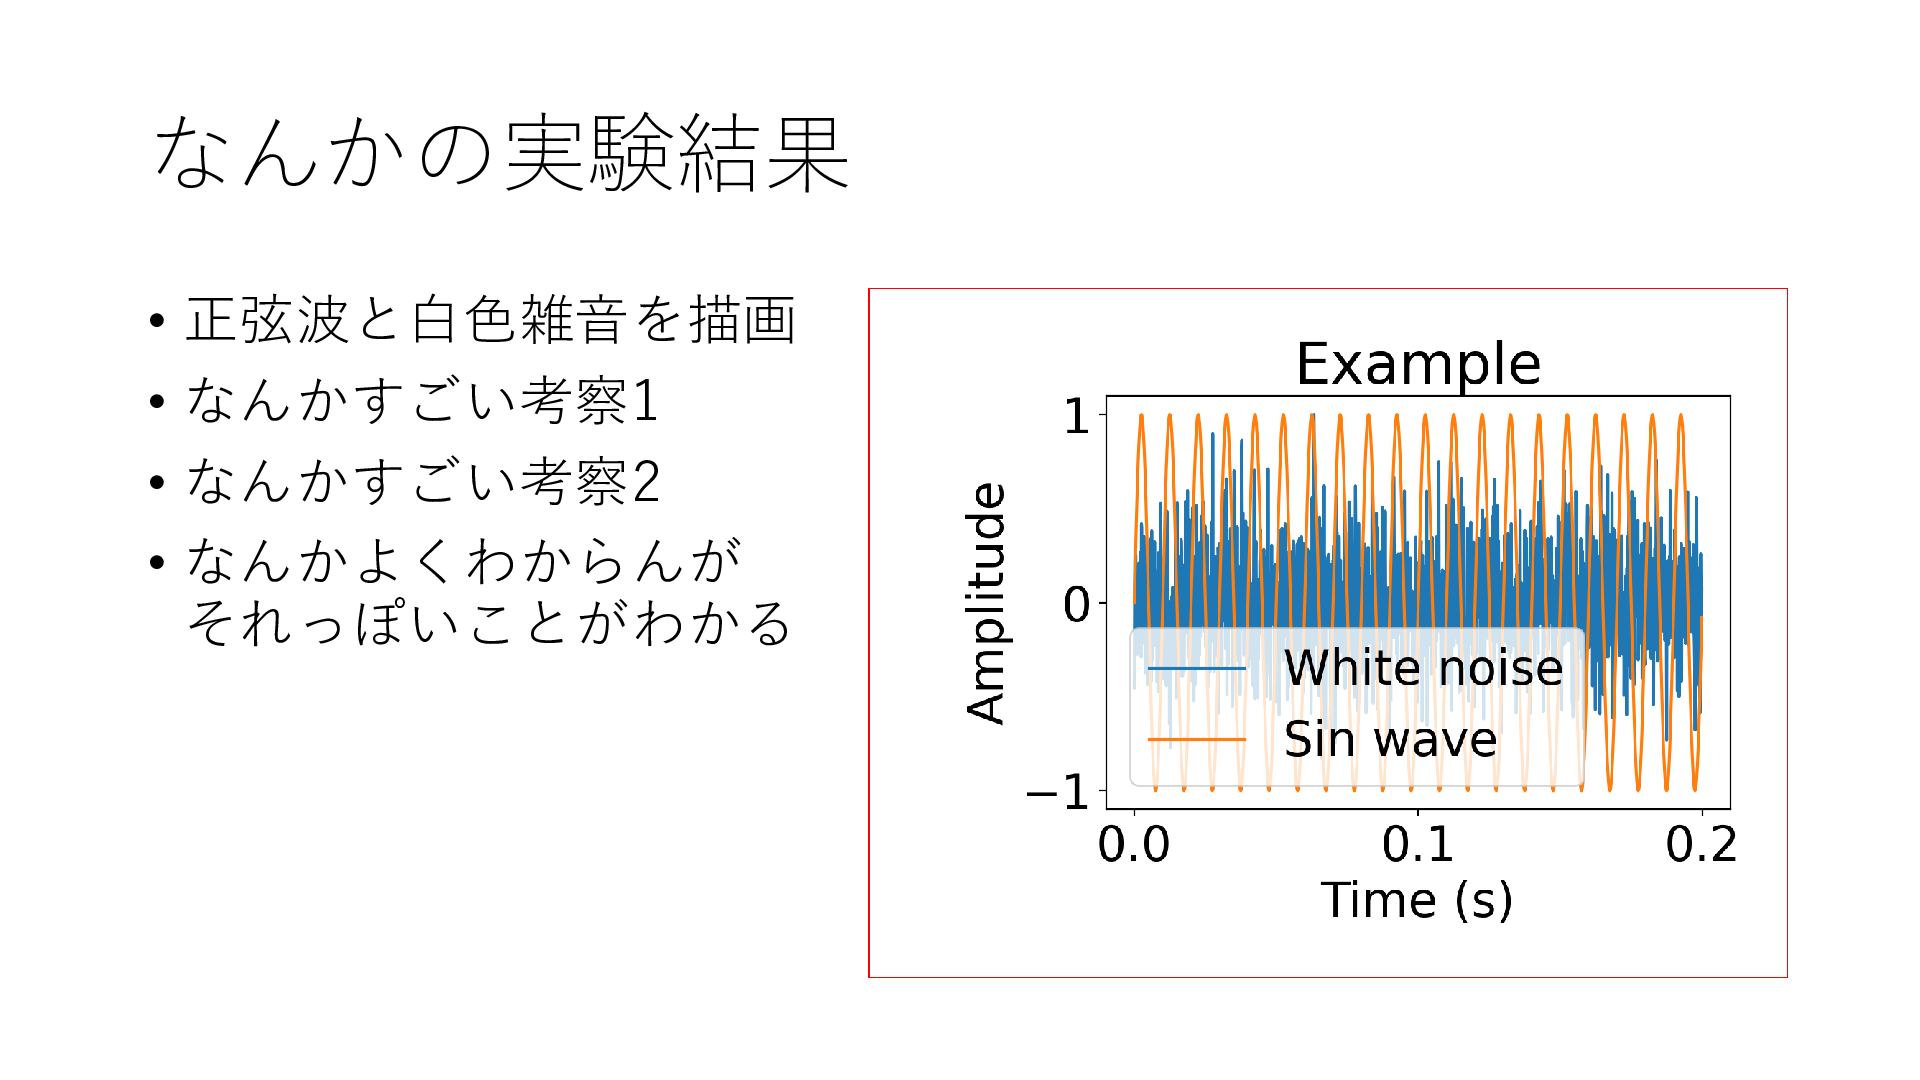 なんかの実験結果
• 正弦波と白色雑音を描画
• なんかすごい考察1
• なんかすごい考察2
• なんかよくわからんが
それっぽいことがわかる
Example
Amplitude
1
0
−1
White noise
Sin wave
0.0 0.1 0.2
Time (s)